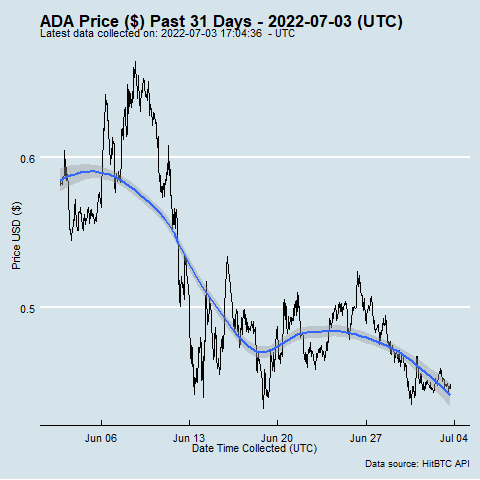 ADA Price ($) Past 31 Days - 2022-07-03 (UTC)
Latest data collected on: 2022-07-03 17:04:36  - UTC
0.6
Price USD ($)
0.5
Jun 06
Jun 13
Jun 20
Jun 27
Jul 04
Date Time Collected (UTC)
Data source: HitBTC API